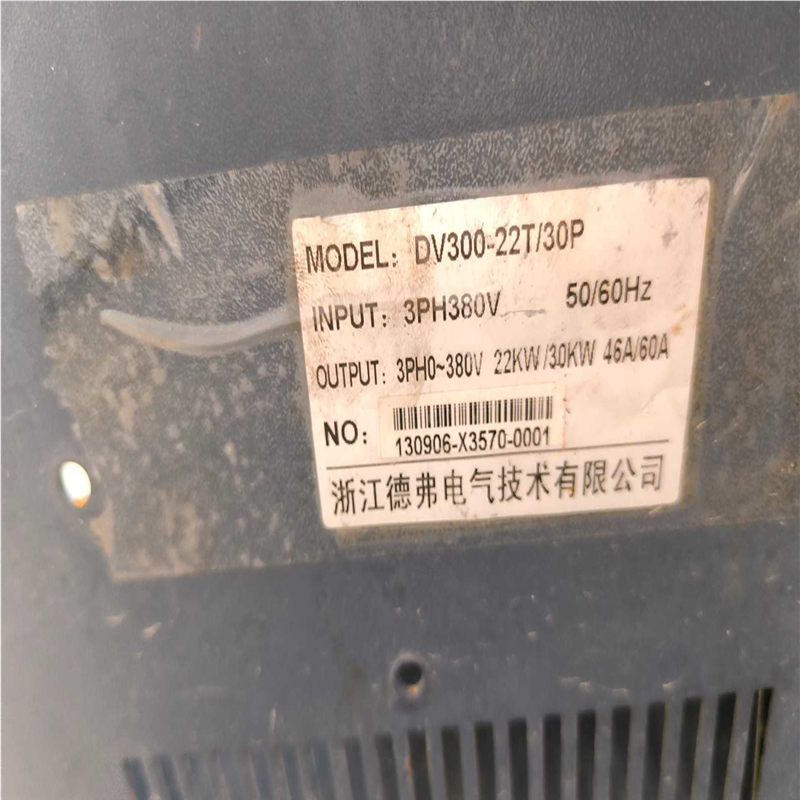 MODEL: DV300-22T/30P
INPUT: 3PH380V 50/60Hz
OUTPUT: 3PH0~380V 22KW/30KW 46A/60A
NO: 130906-X3570-0001
浙江德弗电气技术有限公司